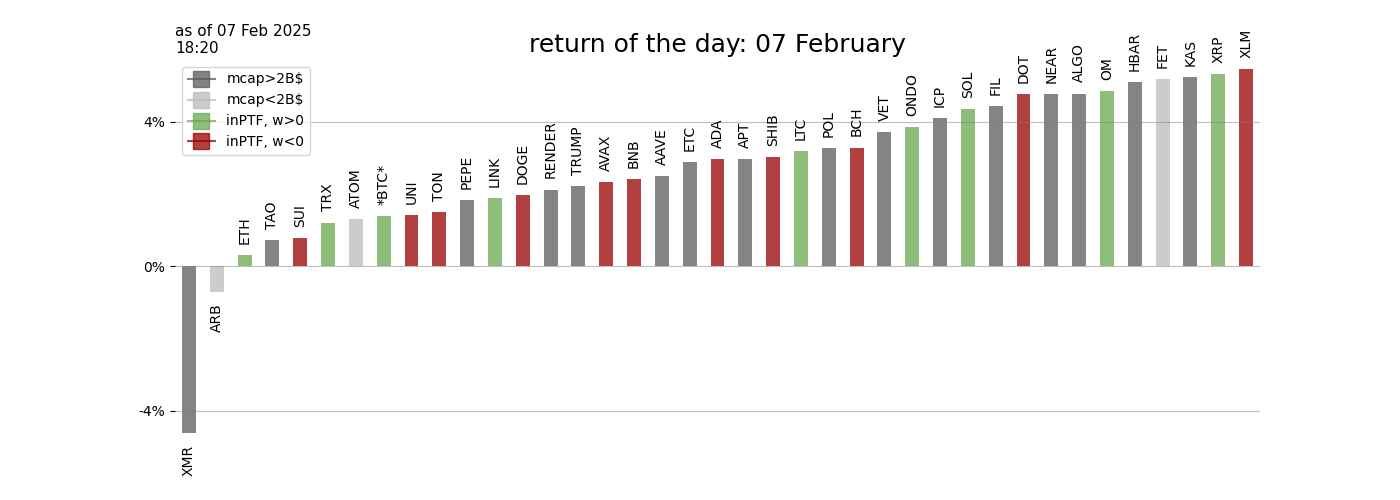 as of 07 Feb 2025
18:20
return of the day: 07 February
mcap>2B$
mcap<2B$
inPTF, w>0
inPTF, w<0
4%
0%
-4%
XMR
ARB
ETH
TAO
SUI
TRX
ATOM
*BTC*
UNI
TON
PEPE
LINK
DOGE
RENDER
TRUMP
AVAX
BNB
AAVE
ETC
ADA
APT
SHIB
LTC
POL
BCH
VET
ONDO
ICP
SOL
FIL
DOT
NEAR
ALGO
OM
HBAR
FET
KAS
XRP
XLM